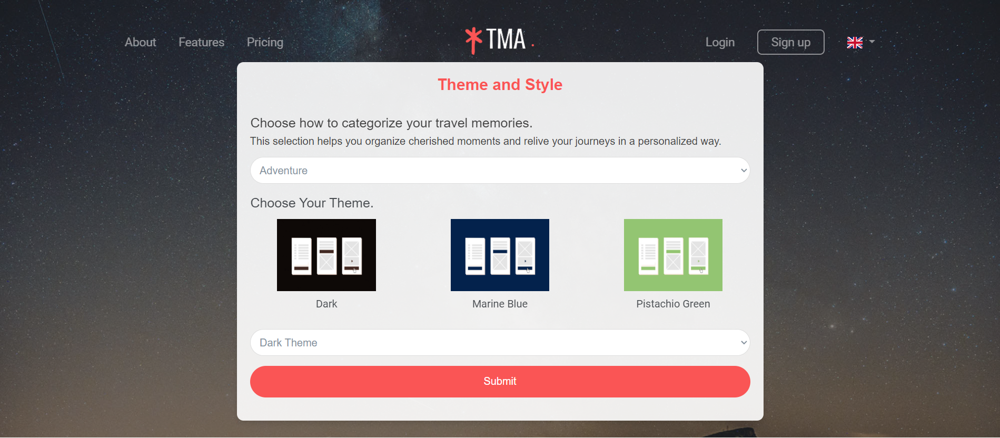 About
Features
Pricing
TMA
Login
Sign up
Theme and Style
Choose how to categorize your travel memories.
This selection helps you organize cherished moments and relive your journeys in a personalized way.
Adventure
Choose Your Theme.
Dark
Marine Blue
Pistachio Green
Dark Theme
Submit